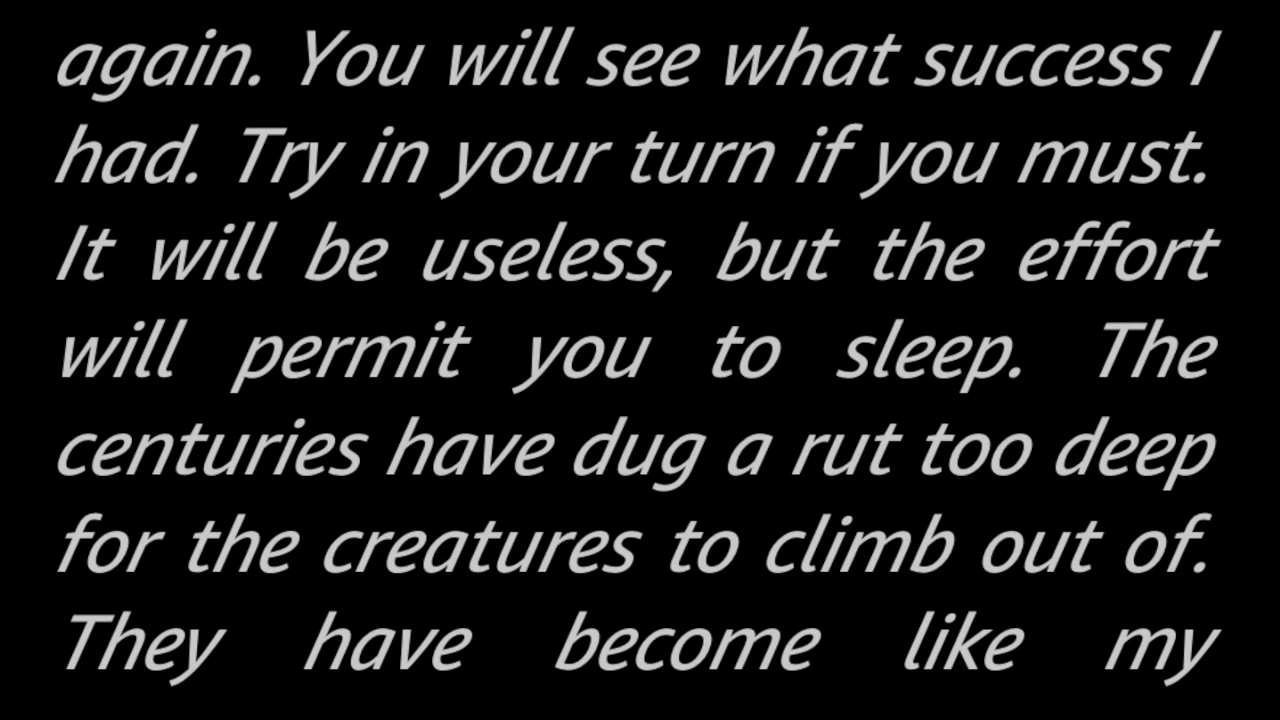 again. You will see what success I
had. Try in your turn if you must.
It will be useless, but the effort
will permit you to sleep. The
centuries have dug a rut too deep
for the creatures to climb out of.
They have become like my